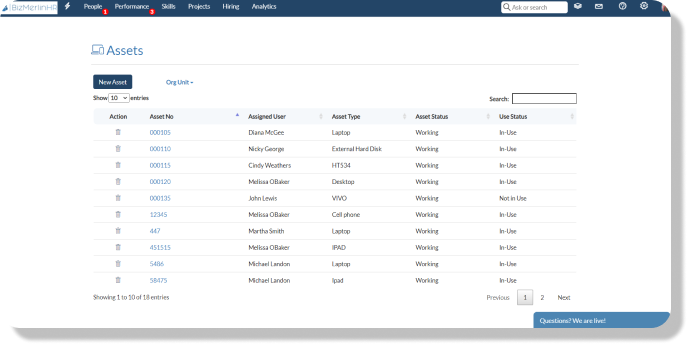 BizMerlinHR People 1 Performance 3 Skills Projects Hiring Analytics Ask or search
Assets
New Asset Org Unit
Show 10 entries Search:
Action Asset No Assigned User Asset Type Asset Status Use Status
000105 Diana McGee Laptop Working In-Use
000110 Nicky George External Hard Disk Working In-Use
000115 Cindy Weathers HT534 Working In-Use
000120 Melissa OBaker Desktop Working In-Use
000135 John Lewis VIVO Working Not in Use
12345 Melissa OBaker Cell phone Working In-Use
447 Martha Smith Laptop Working In-Use
451515 Melissa OBaker IPAD Working In-Use
5486 Michael Landon Laptop Working In-Use
58475 Michael Landon Ipad Working In-Use
Showing 1 to 10 of 18 entries Previous 1 2 Next
Questions? We are live!